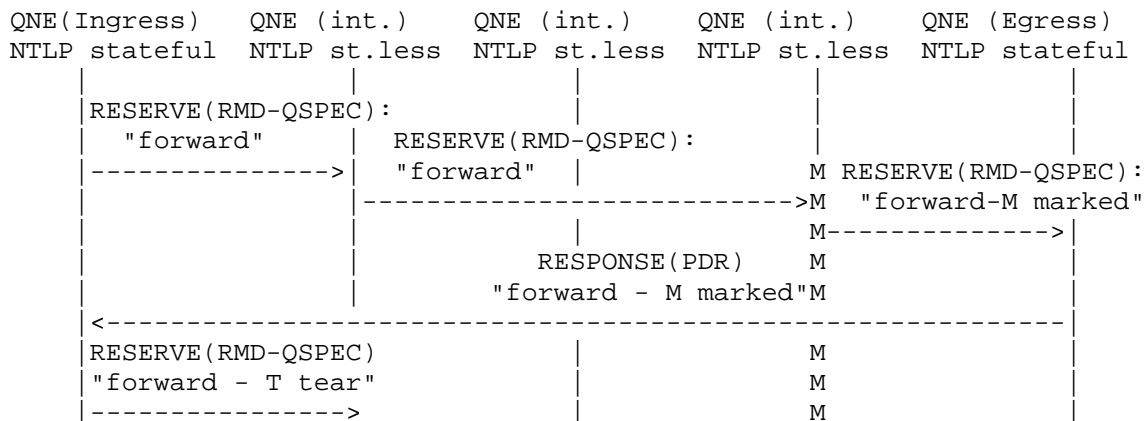 QNE(Ingress)   QNE (int.)   QNE (int.)   QNE (int.)   QNE (Egress)
NTLP stateful  NTLP st.less  NTLP st.less  NTLP st.less  NTLP stateful
RESERVE(RMD-QSPEC):
"forward"   RESERVE(RMD-QSPEC):
"forward"   M RESERVE(RMD-QSPEC):
M "forward-M marked"
M
RESPONSE(PDR)   M
"forward - M marked"M
RESERVE(RMD-QSPEC)   M
"forward - T tear"   M
M